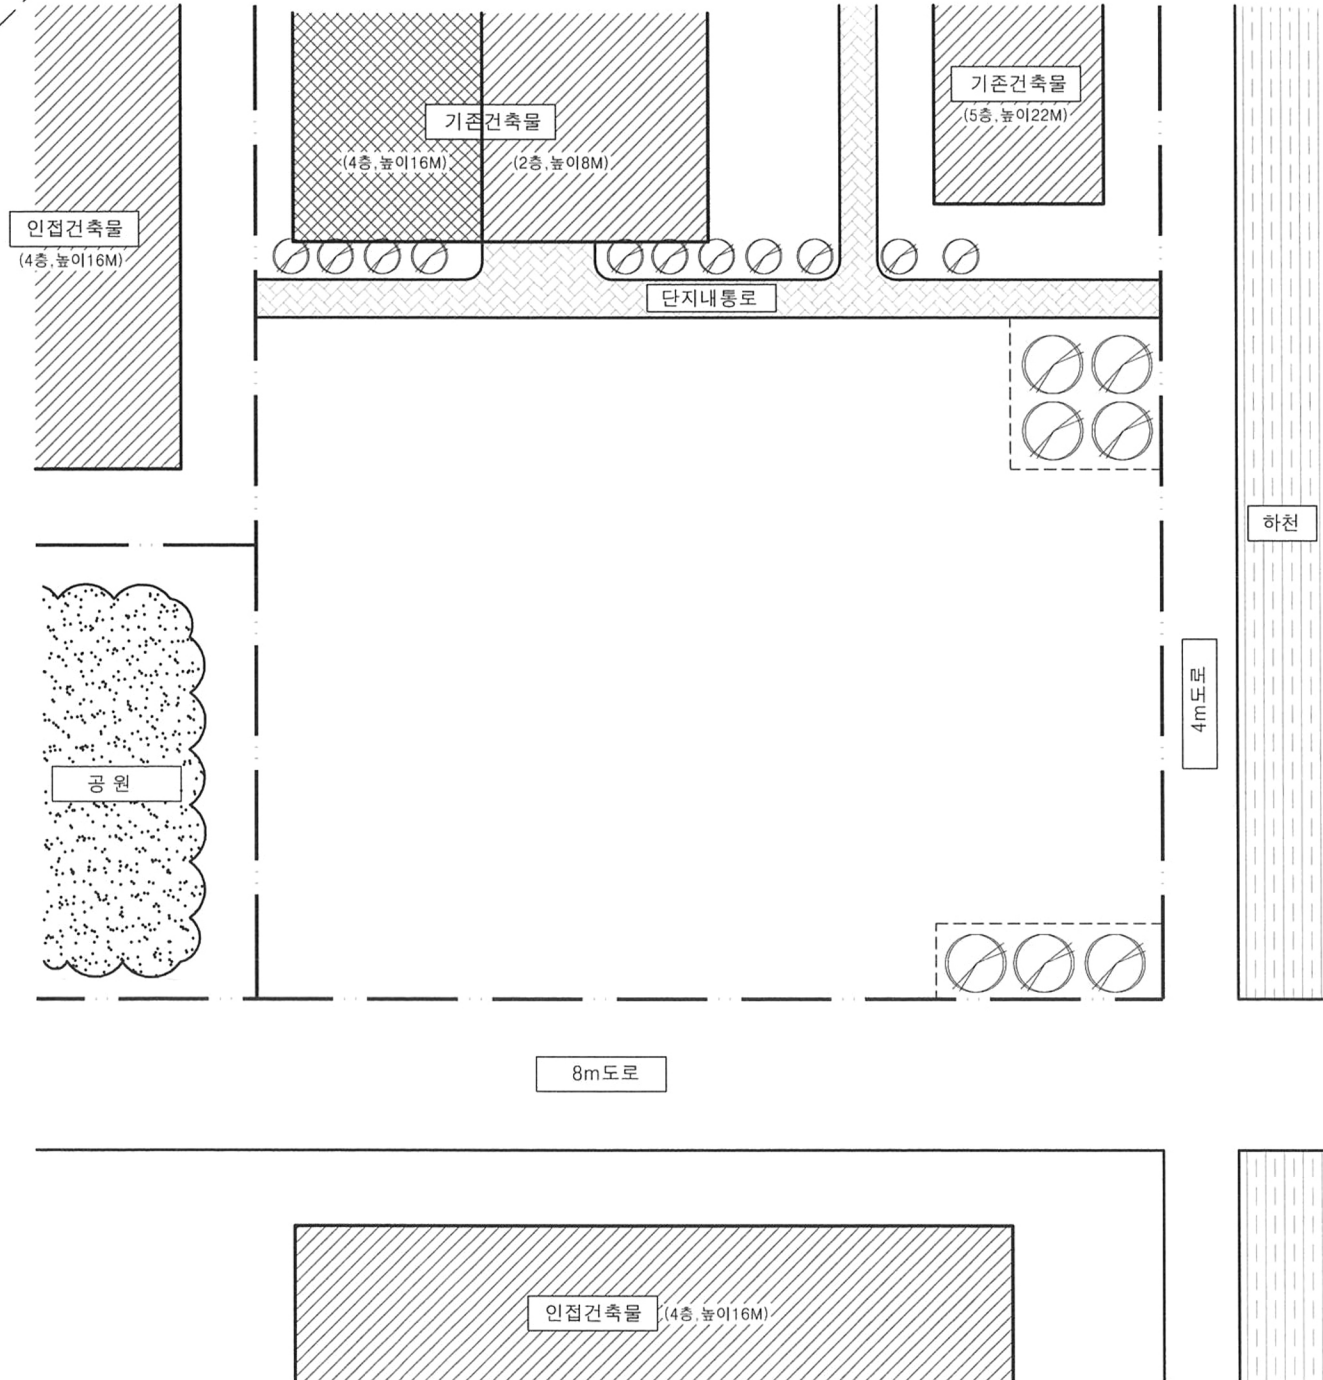 기존건축물
(5층,높이22M)
기존건축물
(4층,높이16M)
(2층,높이8M)
인접건축물
(4층,높이16M)
단지내통로
하천
4m도로
공 원
8m도로
인접건축물
(4층,높이16M)